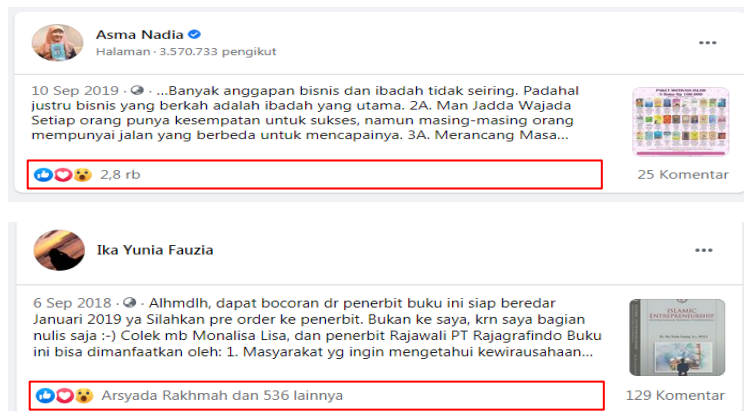 Asma Nadia
Halaman · 3.570.733 pengikut
10 Sep 2019 · ...Banyak anggapan bisnis dan ibadah tidak seiring. Padahal
justru bisnis yang berkah adalah ibadah yang utama. 2A. Man Jadda Wajada
Setiap orang punya kesempatan untuk sukses, namun masing-masing orang
mempunyai jalan yang berbeda untuk mencapainya. 3A. Merancang Masa...
2,8 rb
25 Komentar
Ika Yunia Fauzia
6 Sep 2018 · Alhmdlh, dapat bocoran dr penerbit buku ini siap beredar
Januari 2019 ya Silahkan pre order ke penerbit. Bukan ke saya, krn saya bagian
nulis saja :-) Colek mb Monalisa Lisa, dan penerbit Rajawali PT Rajagrafindo Buku
ini bisa dimanfaatkan oleh: 1. Masyarakat yg ingin mengetahui kewirausahaan...
ISLAMIC
ENTREPRENEURSHIP
Arsyada Rakhmah dan 536 lainnya
129 Komentar